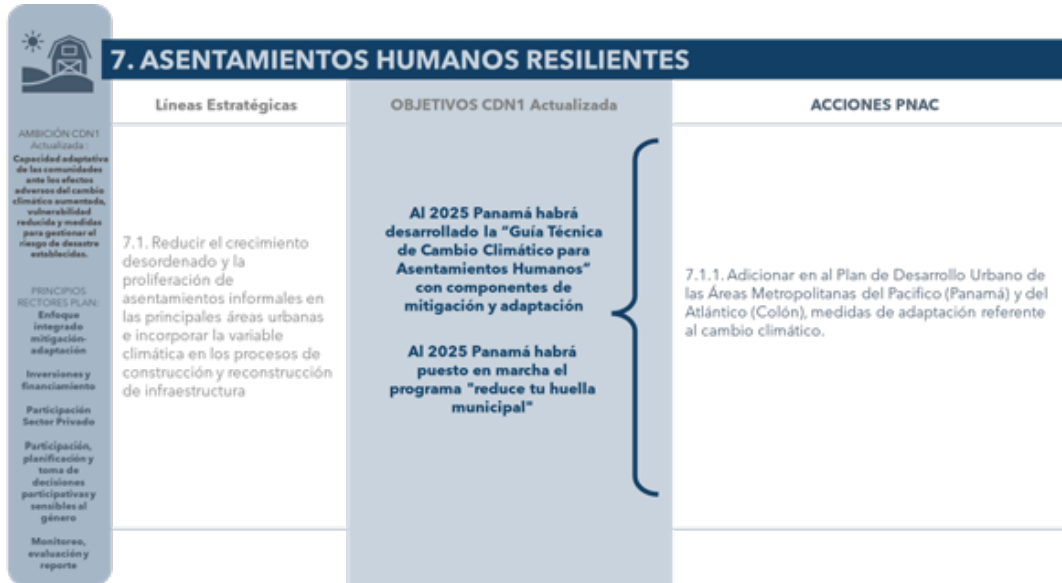 7. ASENTAMIENTOS HUMANOS RESILIENTES
AMBICIÓN CDN1
Actualizada:
Capacidad adaptativa
de las comunidades
ante los efectos
adversos del cambio
climático aumentada,
vulnerabilidad
reducida y medidas
para gestionar el
riesgo de desastre
establecidas.
PRINCIPIOS
RECTORES PLAN:
Enfoque
integrado
mitigación-
adaptación
Inversiones y
financiamiento
Participación
Sector Privado
Participación,
planificación y
toma de
decisiones
participativas y
sensibles al
género
Monitoreo,
evaluación y
reporte
Líneas Estratégicas
7.1. Reducir el crecimiento
desordenado y la
proliferación de
asentamientos informales en
las principales áreas urbanas
e incorporar la variable
climática en los procesos de
construcción y reconstrucción
de infraestructura
OBJETIVOS CDN1 Actualizada
Al 2025 Panamá habrá
desarrollado la "Guía Técnica
de Cambio Climático para
Asentamientos Humanos"
con componentes de
mitigación y adaptación
Al 2025 Panamá habrá
puesto en marcha el
programa "reduce tu huella
municipal"
ACCIONES PNAC
7.1.1. Adicionar en al Plan de Desarrollo Urbano de
las Áreas Metropolitanas del Pacifico (Panamá) y del
Atlántico (Colón), medidas de adaptación referente
al cambio climático.